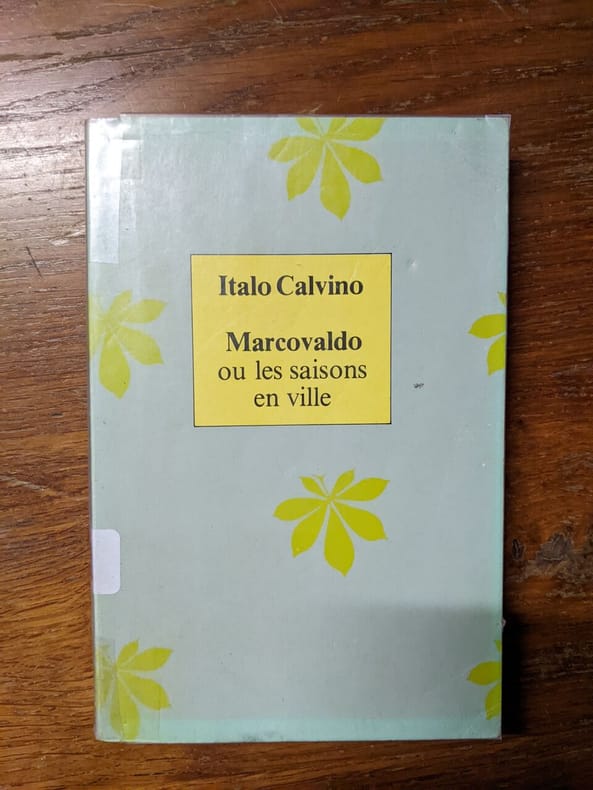 Italo Calvino
Marcovaldo
ou les saisons
en ville